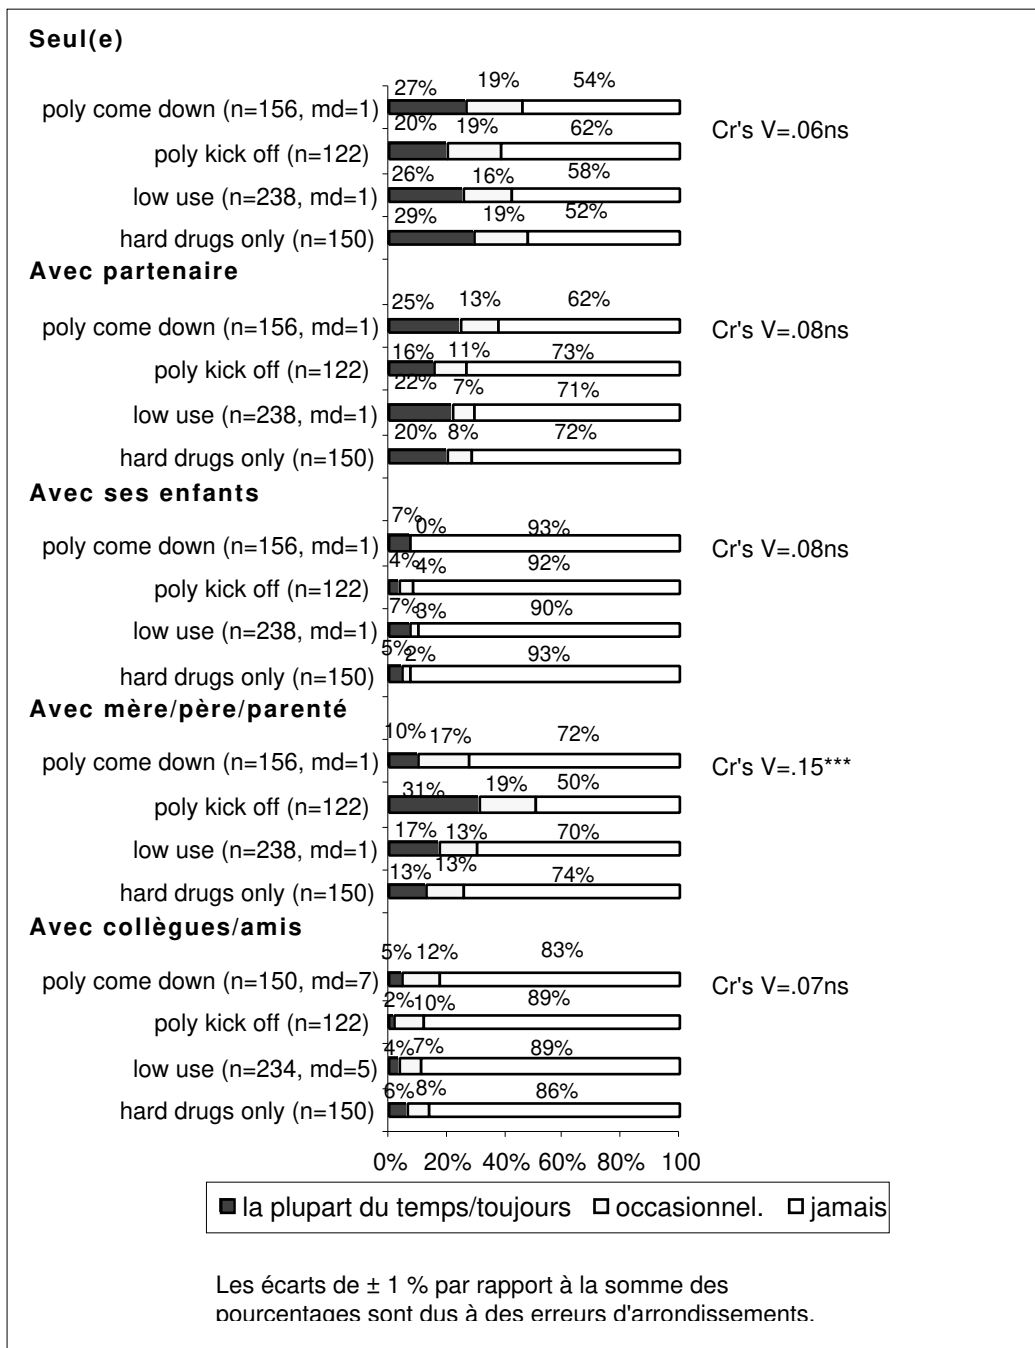 Seul(e)
27% 19% 54%
poly come down (n=156, md=1)
Cr's V=.06ns
20% 19% 62%
poly kick off (n=122)
26% 16% 58%
low use (n=238, md=1)
29% 19% 52%
hard drugs only (n=150)
Avec partenaire
25% 13% 62%
poly come down (n=156, md=1)
Cr's V=.08ns
16% 11% 73%
poly kick off (n=122)
22% 7% 71%
low use (n=238, md=1)
20% 8% 72%
hard drugs only (n=150)
Avec ses enfants
7% 0% 93%
poly come down (n=156, md=1)
Cr's V=.08ns
4% 4% 92%
poly kick off (n=122)
7% 3% 90%
low use (n=238, md=1)
5% 2% 93%
hard drugs only (n=150)
Avec mère/père/parenté
10% 17% 72%
poly come down (n=156, md=1)
Cr's V=.15***
31% 19% 50%
poly kick off (n=122)
17% 13% 70%
low use (n=238, md=1)
13% 13% 74%
hard drugs only (n=150)
Avec collègues/amis
5% 12% 83%
poly come down (n=150, md=7)
Cr's V=.07ns
2% 10% 89%
poly kick off (n=122)
4% 7% 89%
low use (n=234, md=5)
6% 8% 86%
hard drugs only (n=150)
0% 20% 40% 60% 80% 100
la plupart du temps/toujours occasionnel. jamais
Les écarts de ± 1 % par rapport à la somme des
pourcentages sont dus à des erreurs d'arrondissements.